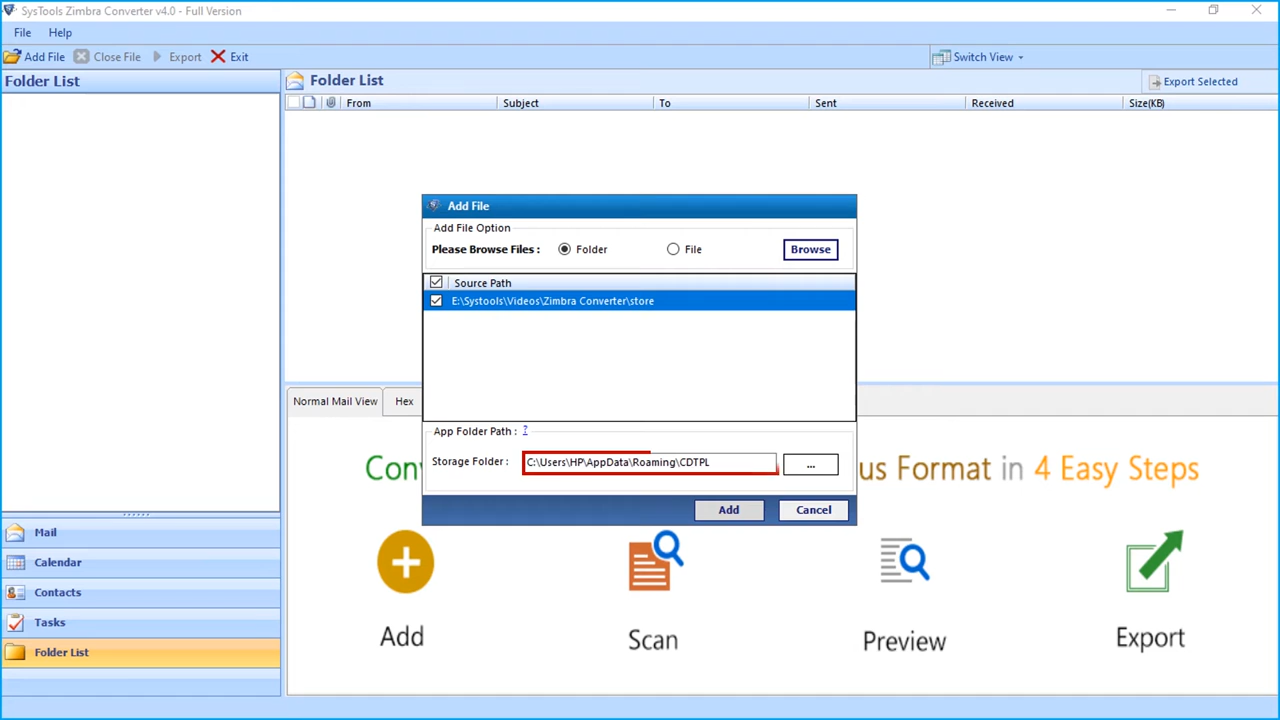 SysTools Zimbra Converter v4.0 - Full Version
File Help
Add File Close File Export Exit Switch View
Folder List
Folder List Export Selected
From Subject To Sent Received Size(KB)
Add File
Add File Option
Please Browse Files : Folder File Browse
Source Path
E:\Systools\Videos\Zimbra Converter\store
Normal Mail View Hex
App Folder Path : ?
Storage Folder : C:\Users\HP\AppData\Roaming\CDTPL ...
Con us Format in 4 Easy Steps
Add Cancel
Mail
Calendar
Contacts
Tasks
Folder List
Add Scan Preview Export